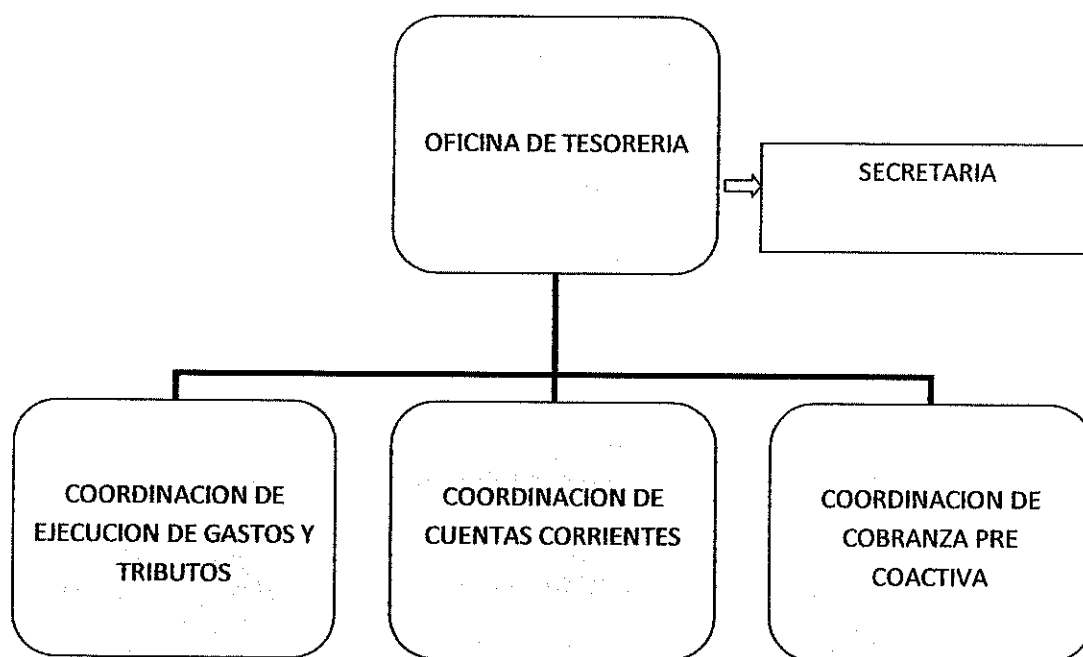 OFICINA DE TESORERIA
SECRETARIA
COORDINACION DE
EJECUCION DE GASTOS Y
TRIBUTOS
COORDINACION DE
CUENTAS CORRIENTES
COORDINACION DE
COBRANZA PRE
COACTIVA